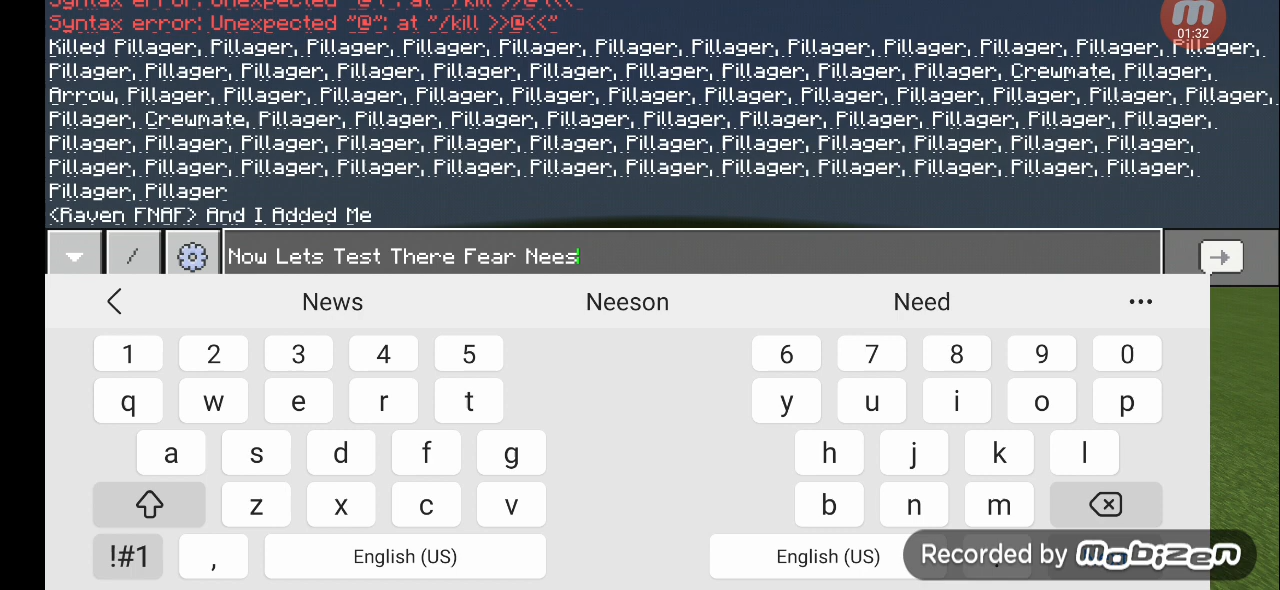 Syntax error: Unexpected at "/kill
Syntax error: Unexpected "@": at "/kill >>@<<"
Killed Pillager, Pillager, Pillager, Pillager, Pillager, Pillager, Pillager, Pillager, Pillager, Pillager, Pillager, Pillager,
Pillager, Pillager, Pillager, Pillager, Pillager, Pillager, Pillager, Pillager, Pillager, Pillager, Crewmate, Pillager,
Arrow, Pillager, Pillager, Pillager, Pillager, Pillager, Pillager, Pillager, Pillager, Pillager, Pillager, Pillager, Pillager,
Pillager, Crewmate, Pillager, Pillager, Pillager, Pillager, Pillager, Pillager, Pillager, Pillager, Pillager, Pillager,
Pillager, Pillager, Pillager, Pillager, Pillager, Pillager, Pillager, Pillager, Pillager, Pillager, Pillager, Pillager,
Pillager, Pillager, Pillager, Pillager, Pillager, Pillager, Pillager, Pillager, Pillager, Pillager, Pillager, Pillager,
Pillager, Pillager
<Raven FNAF> And I Added Me
01:32
/ Now Lets Test There Fear Nees
News Neeson Need
1 2 3 4 5 6 7 8 9 0
q w e r t y u i o p
a s d f g h j k l
z x c v b n m
!#1 , English (US) English (US)
Recorded by mobizen